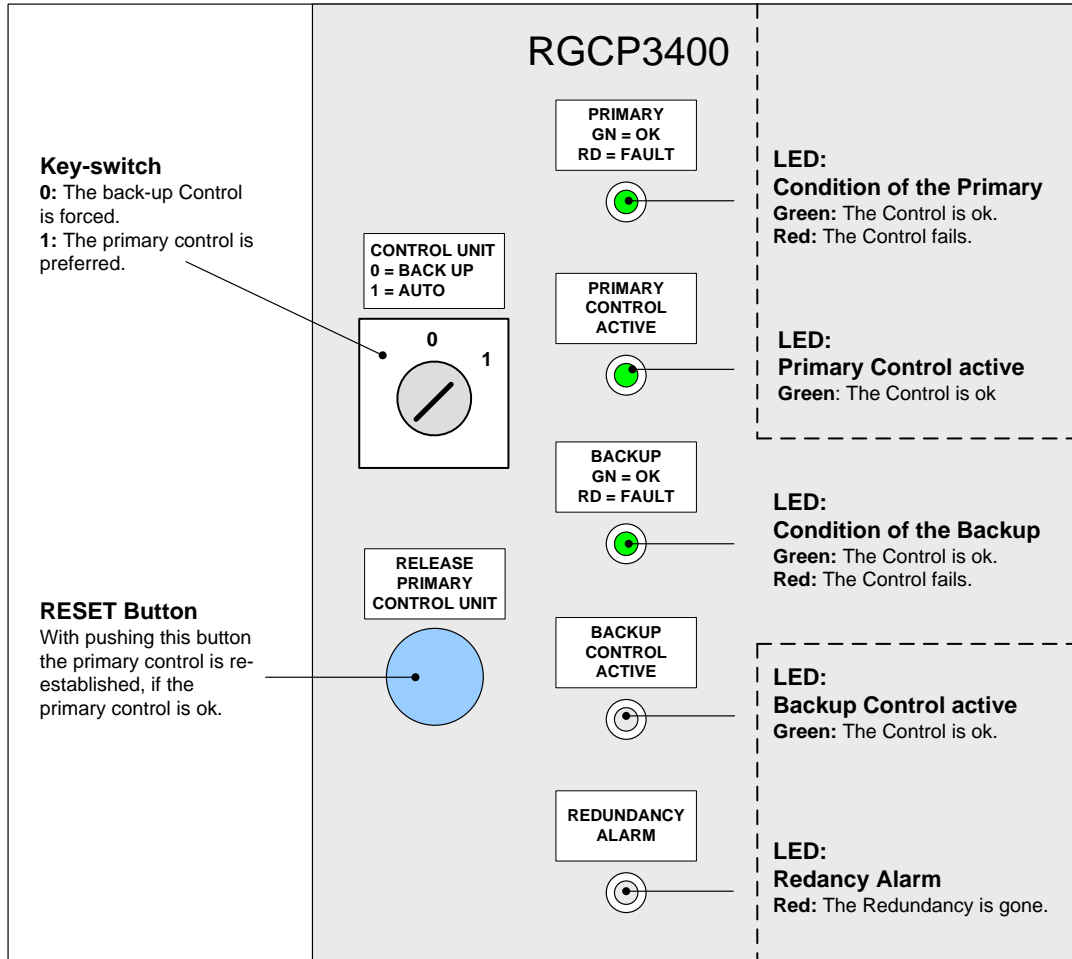 RGCP3400
Key-switch
0: The back-up Control
is forced.
1: The primary control is
preferred.
CONTROL UNIT
0 = BACK UP
1 = AUTO
0
1
RELEASE
PRIMARY
CONTROL UNIT
RESET Button
With pushing this button
the primary control is re-
established, if the
primary control is ok.
PRIMARY
GN = OK
RD = FAULT
PRIMARY
CONTROL
ACTIVE
BACKUP
GN = OK
RD = FAULT
BACKUP
CONTROL
ACTIVE
REDUNDANCY
ALARM
LED:
Condition of the Primary
Green: The Control is ok.
Red: The Control fails.
LED:
Primary Control active
Green: The Control is ok
LED:
Condition of the Backup
Green: The Control is ok.
Red: The Control fails.
LED:
Backup Control active
Green: The Control is ok.
LED:
Redancy Alarm
Red: The Redundancy is gone.